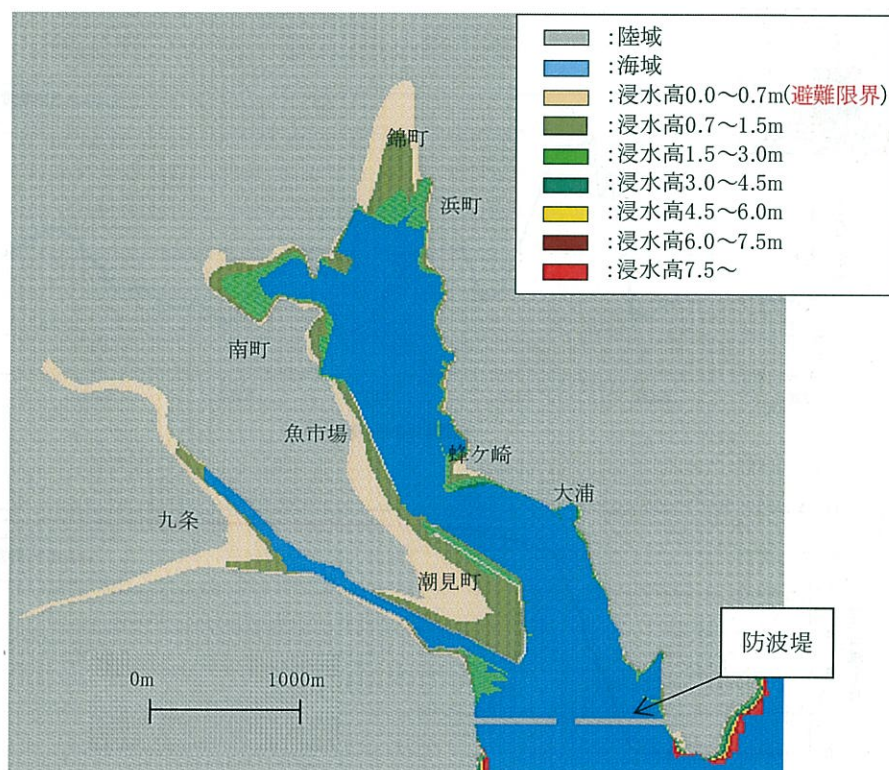 :陸域
:海域
:浸水高0.0～0.7m(避難限界)
:浸水高0.7～1.5m
:浸水高1.5～3.0m
:浸水高3.0～4.5m
:浸水高4.5～6.0m
:浸水高6.0～7.5m
:浸水高7.5～
錦町
浜町
南町
魚市場
蜂ケ崎
大浦
九条
潮見町
防波堤
0m 1000m